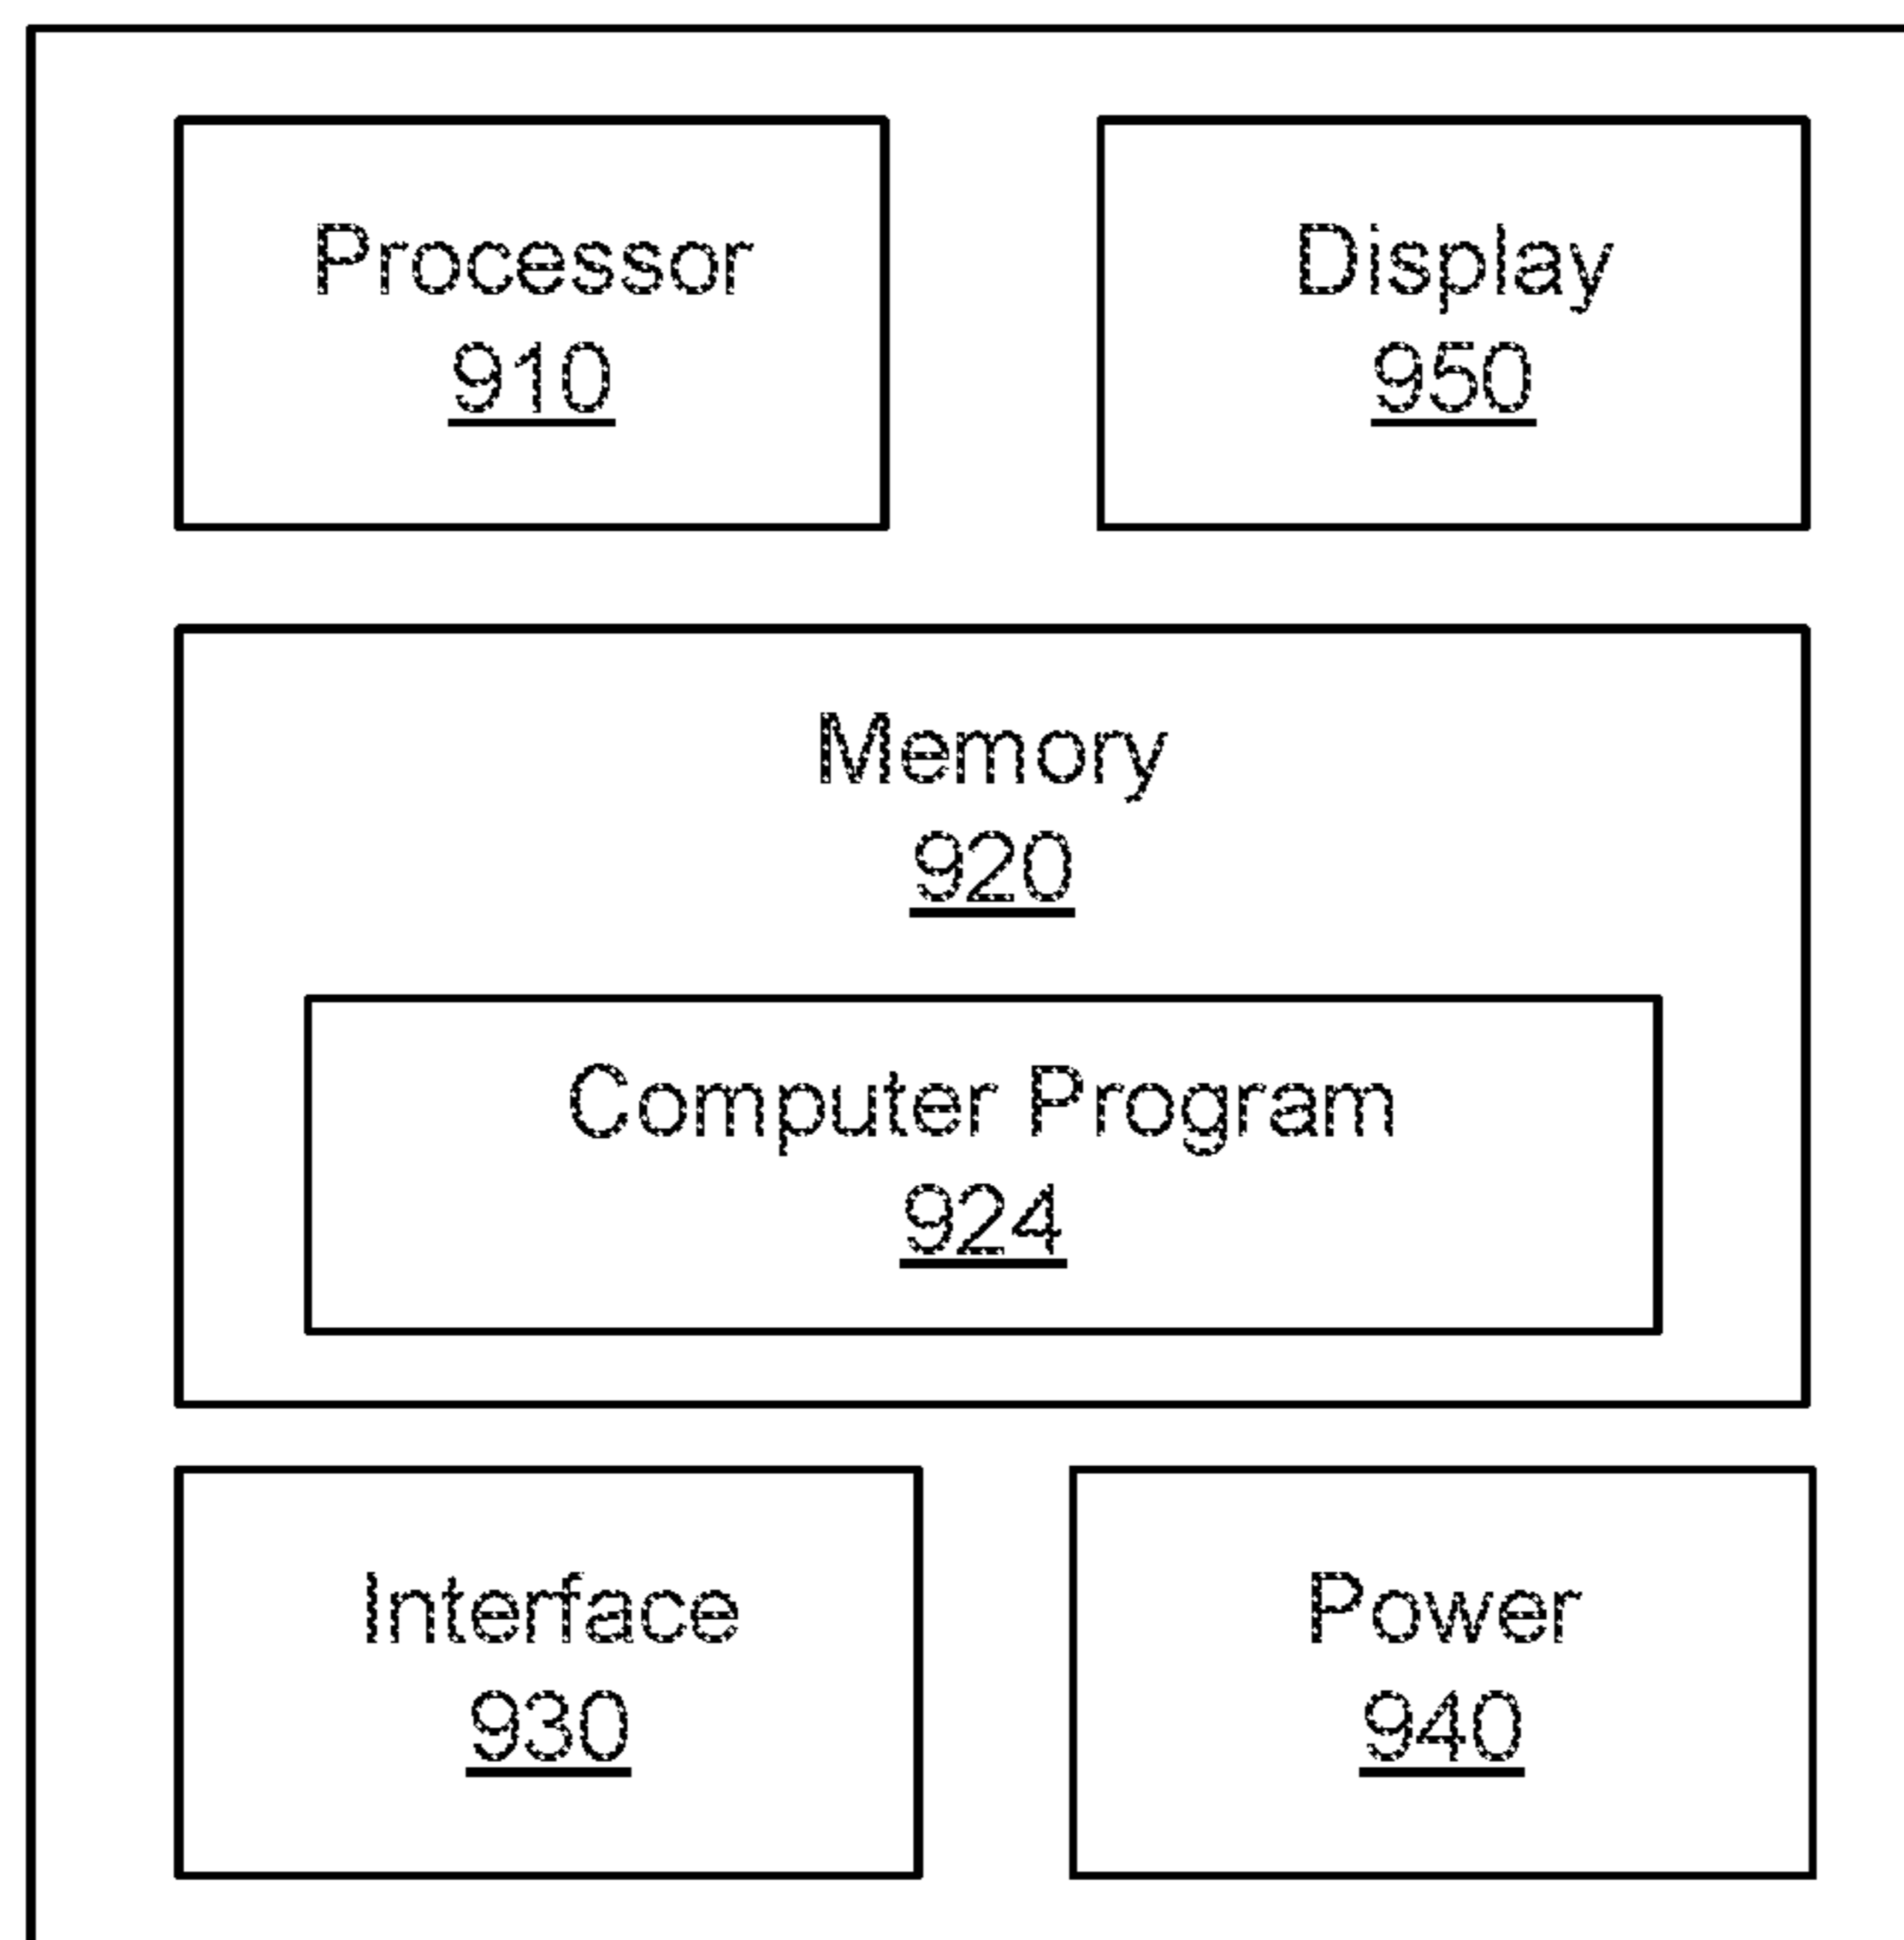 Processor
910
Display
950
Memory
920
Computer Program
924
Interface
930
Power
940